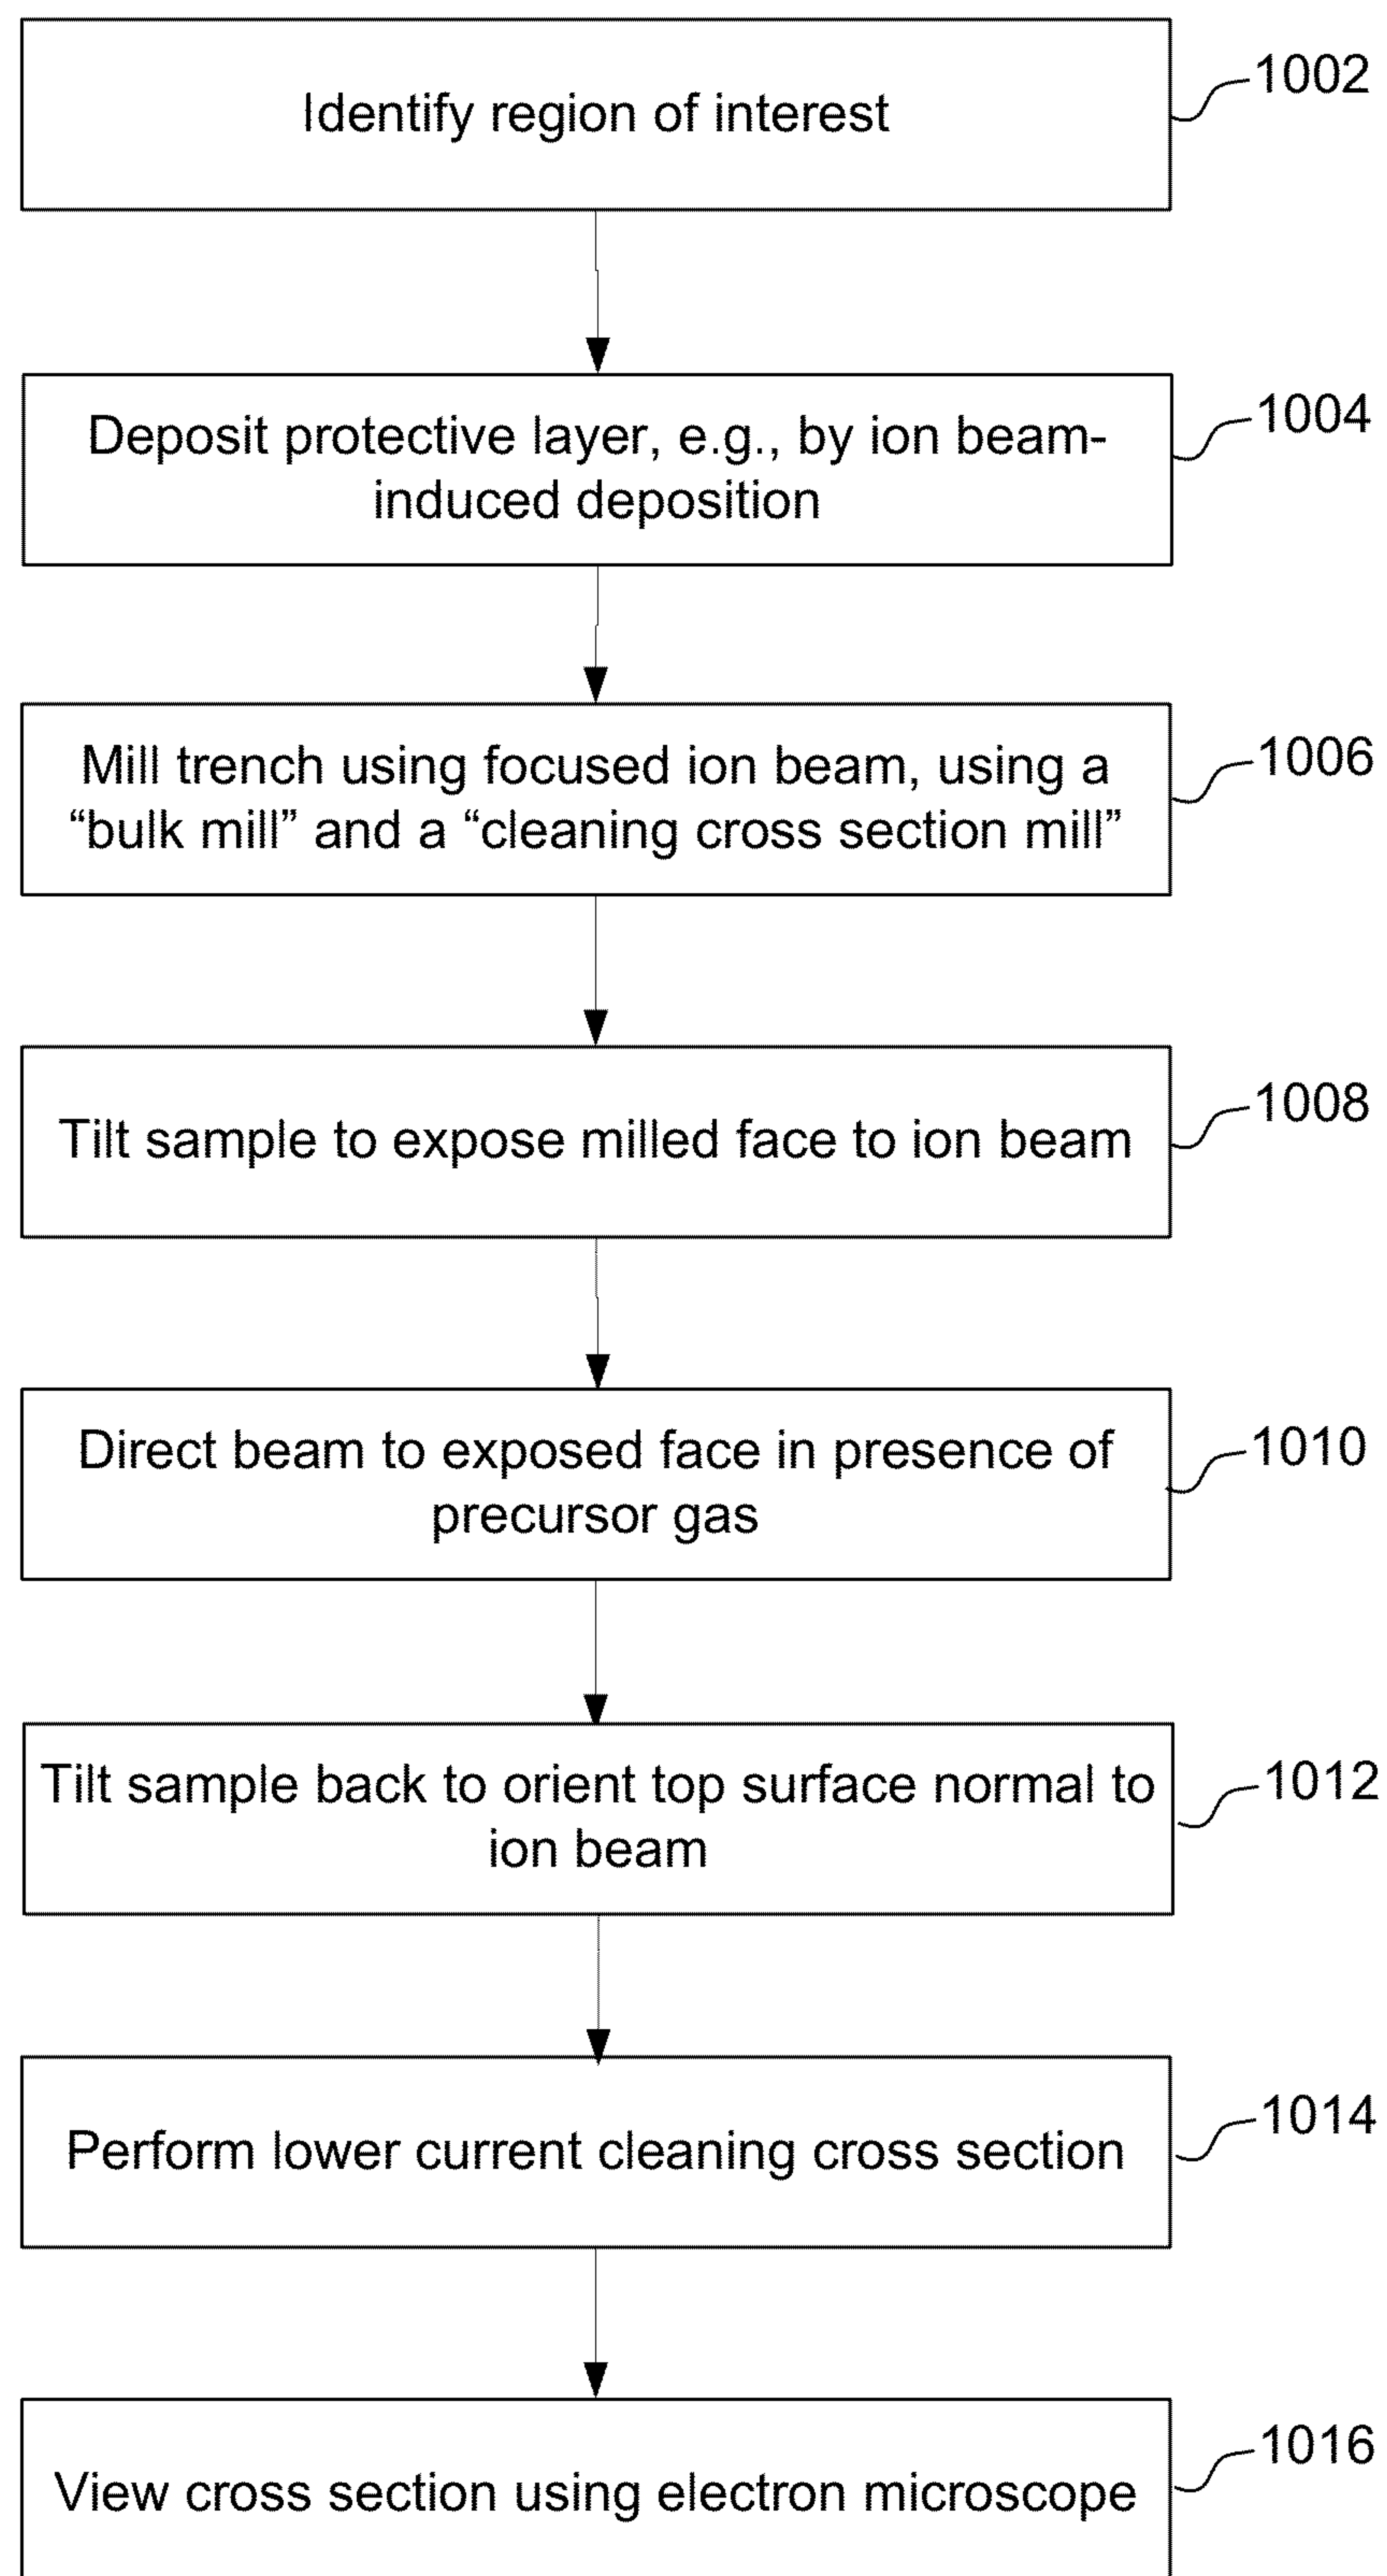 Identify region of interest
1002
Deposit protective layer, e.g., by ion beam-
induced deposition
1004
Mill trench using focused ion beam, using a
“bulk mill” and a “cleaning cross section mill”
1006
Tilt sample to expose milled face to ion beam
1008
Direct beam to exposed face in presence of
precursor gas
1010
Tilt sample back to orient top surface normal to
ion beam
1012
Perform lower current cleaning cross section
1014
View cross section using electron microscope
1016